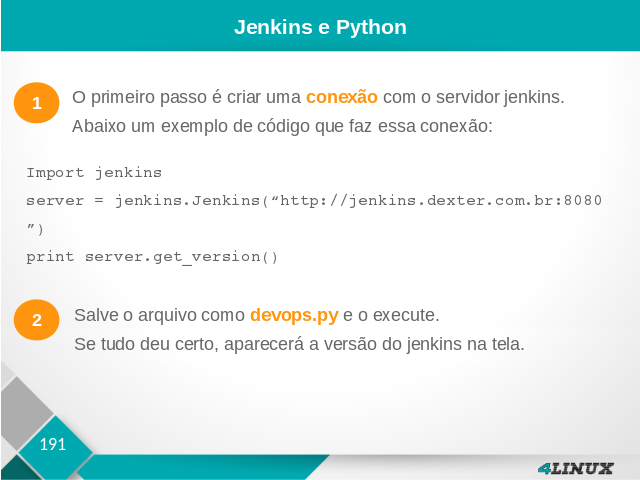 Jenkins e Python
1
O primeiro passo é criar uma conexão com o servidor jenkins.
Abaixo um exemplo de código que faz essa conexão:
Import jenkins
server = jenkins.Jenkins(“http://jenkins.dexter.com.br:8080
”)
print server.get_version()
2
Salve o arquivo como devops.py e o execute.
Se tudo deu certo, aparecerá a versão do jenkins na tela.
191
4LINUX